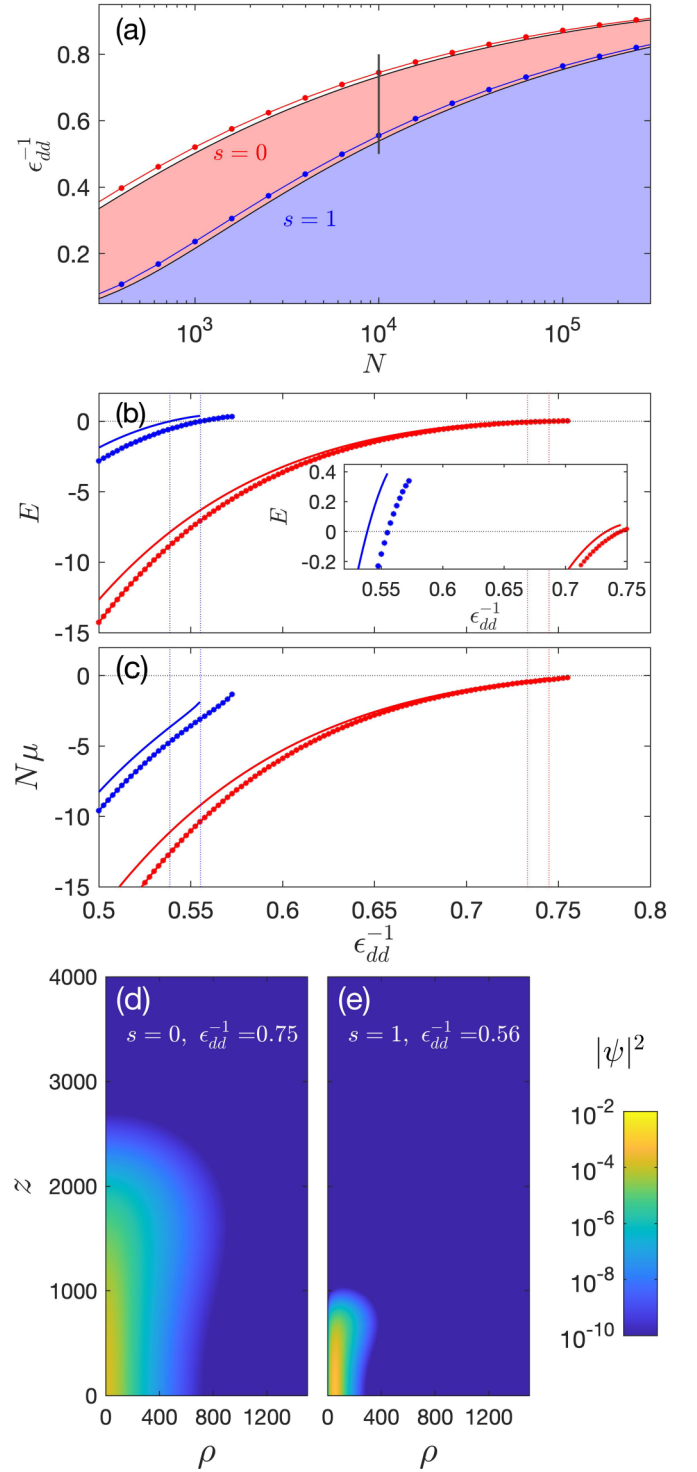 (a)
0.8
0.6
0.4
0.2
ϵ_dd^{-1}
s = 0
s = 1
10^3 10^4 10^5
N
(b)
0
-5
-10
-15
E
0.4
0.2
0
-0.2
E
0.55 0.6 0.65 0.7 0.75
ϵ_dd^{-1}
(c)
0
-5
-10
-15
Nμ
0.5 0.55 0.6 0.65 0.7 0.75 0.8
ϵ_dd^{-1}
(d)
s = 0, ϵ_dd^{-1} =0.75
4000
3000
2000
1000
0
z
0 400 800 1200
ρ
(e)
s = 1, ϵ_dd^{-1} =0.56
0 400 800 1200
ρ
|ψ|^2
10^{-2}
10^{-4}
10^{-6}
10^{-8}
10^{-10}